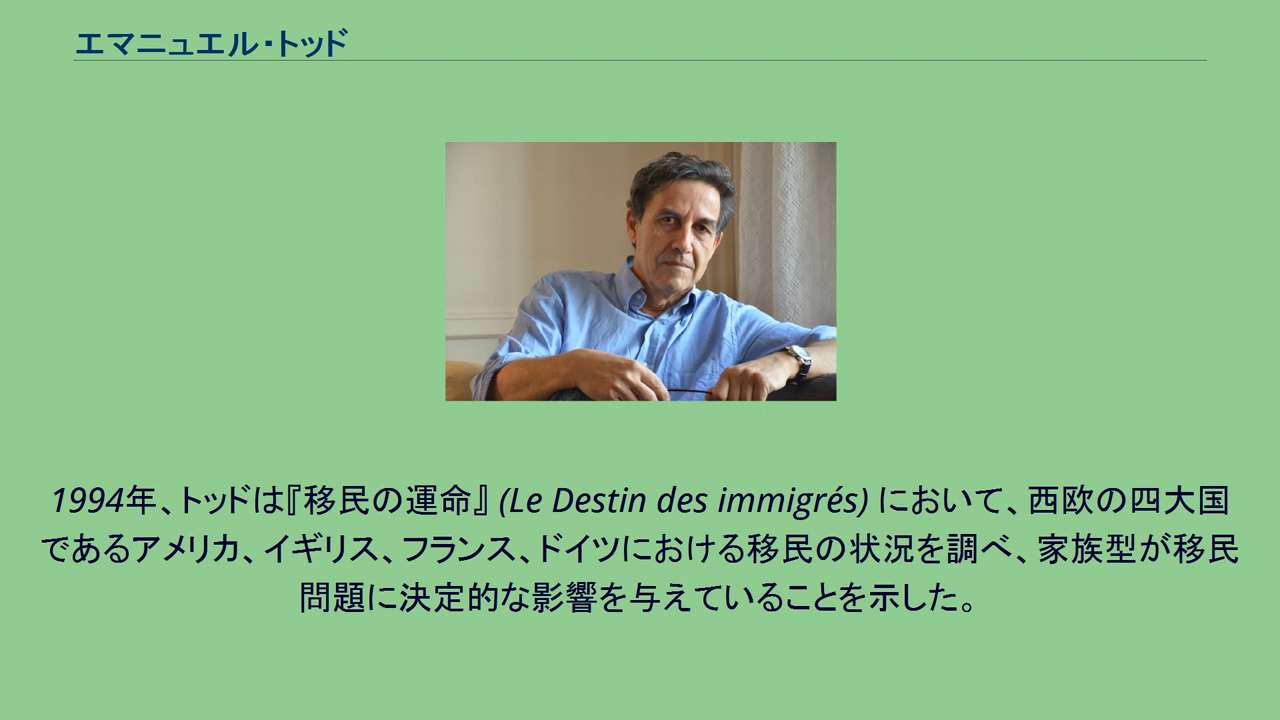 エマニュエル・トッド
1994年、トッドは『移民の運命』 (Le Destin des immigrés) において、西欧の四大国
であるアメリカ、イギリス、フランス、ドイツにおける移民の状況を調べ、家族型が移民
問題に決定的な影響を与えていることを示した。